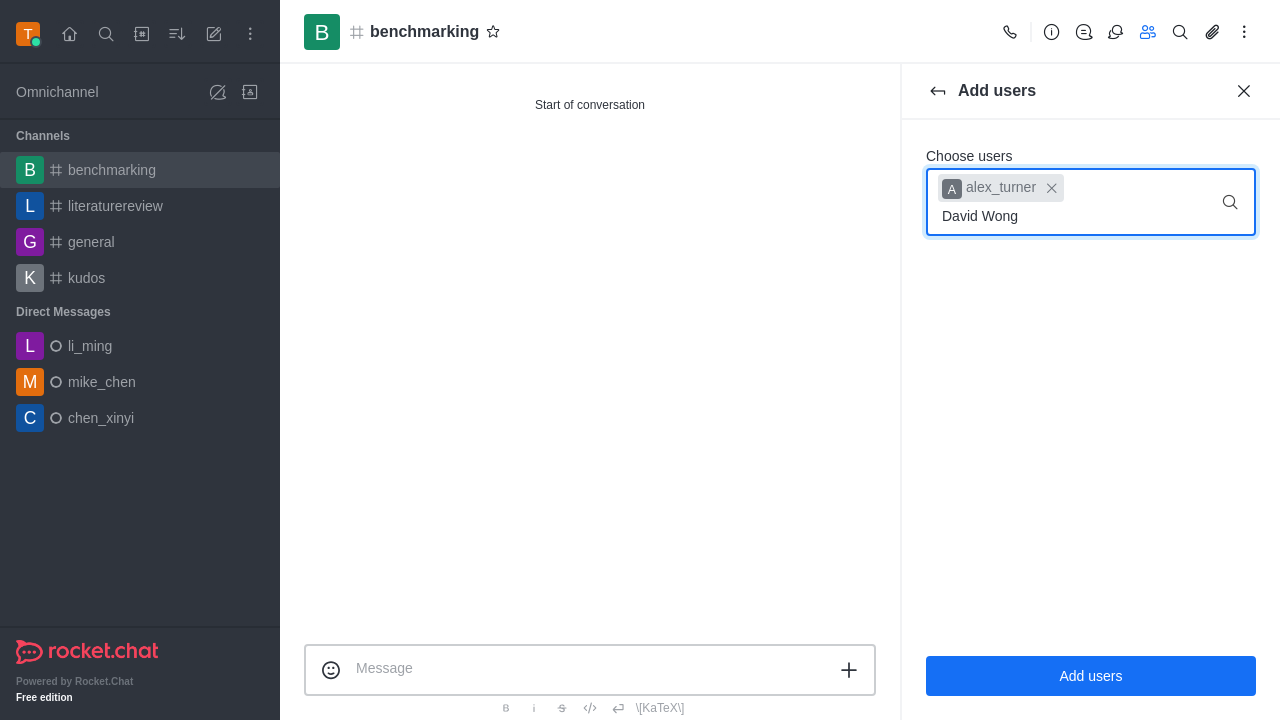 T
Omnichannel
Channels
B benchmarking
L literaturereview
G general
K kudos
Direct Messages
L li_ming
M mike_chen
C chen_xinyi
rocket.chat
Powered by Rocket.Chat
Free edition
B benchmarking
Start of conversation
Message
B i S \[KaTeX\]
Add users
Choose users
A alex_turner
David Wong
Add users